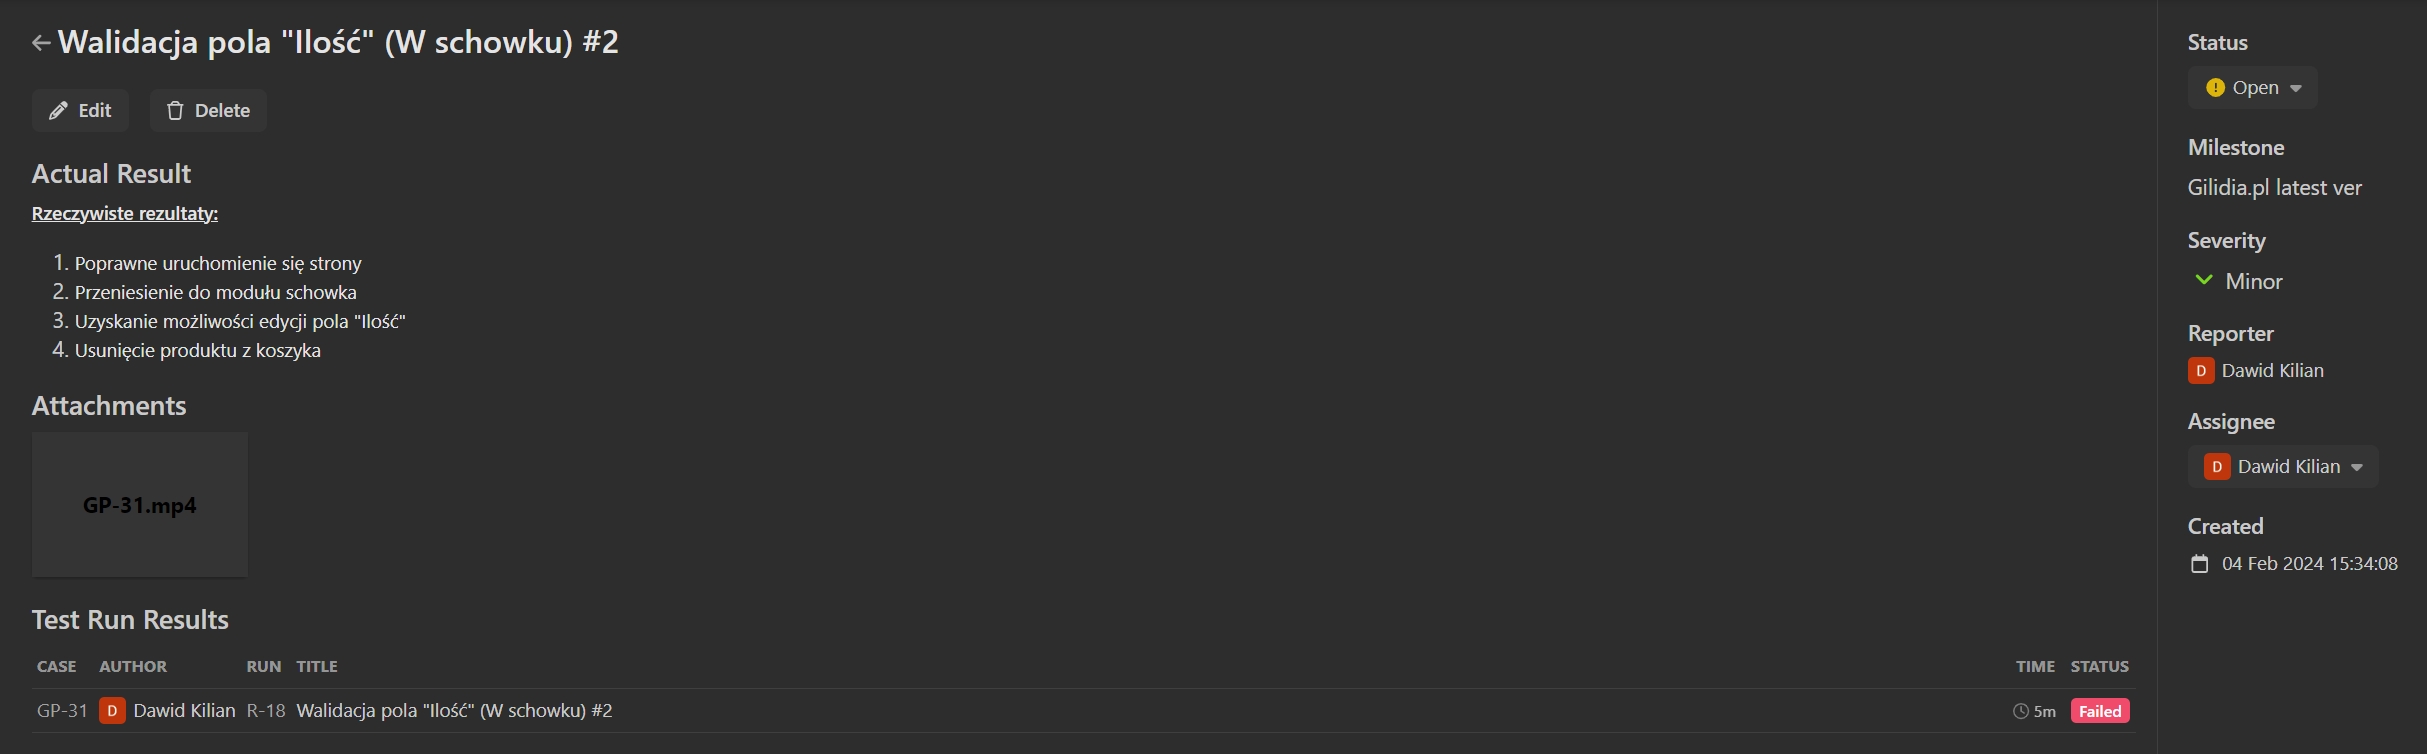 Walidacja pola "Ilość" (W schowku) #2
Edit
Delete
Actual Result
Rzeczywiste rezultaty:
1. Poprawne uruchomienie się strony
2. Przeniesienie do modułu schowka
3. Uzyskanie możliwości edycji pola "Ilość"
4. Usunięcie produktu z koszyka
Attachments
GP-31.mp4
Test Run Results
CASE AUTHOR RUN TITLE TIME STATUS
GP-31 D Dawid Kilian R-18 Walidacja pola "Ilość" (W schowku) #2 5m Failed
Status
Open
Milestone
Gilidia.pl latest ver
Severity
Minor
Reporter
D Dawid Kilian
Assignee
D Dawid Kilian
Created
04 Feb 2024 15:34:08